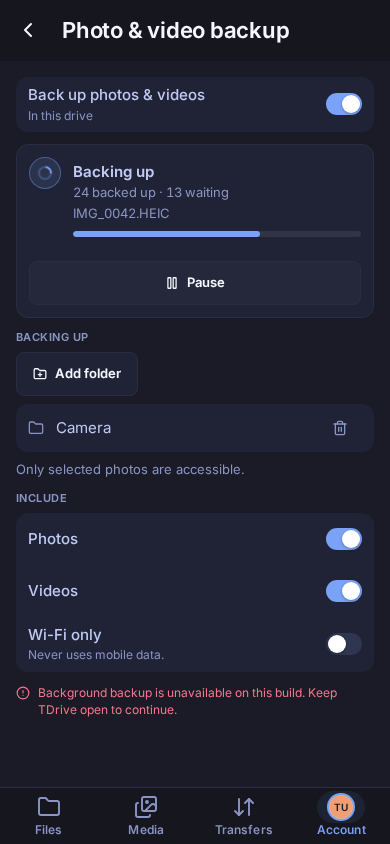 Photo & video backup
Back up photos & videos
In this drive
Backing up
24 backed up · 13 waiting
IMG_0042.HEIC
Pause
BACKING UP
Add folder
Camera
Only selected photos are accessible.
INCLUDE
Photos
Videos
Wi-Fi only
Never uses mobile data.
Background backup is unavailable on this build. Keep
TDrive open to continue.
TU
Files
Media
Transfers
Account